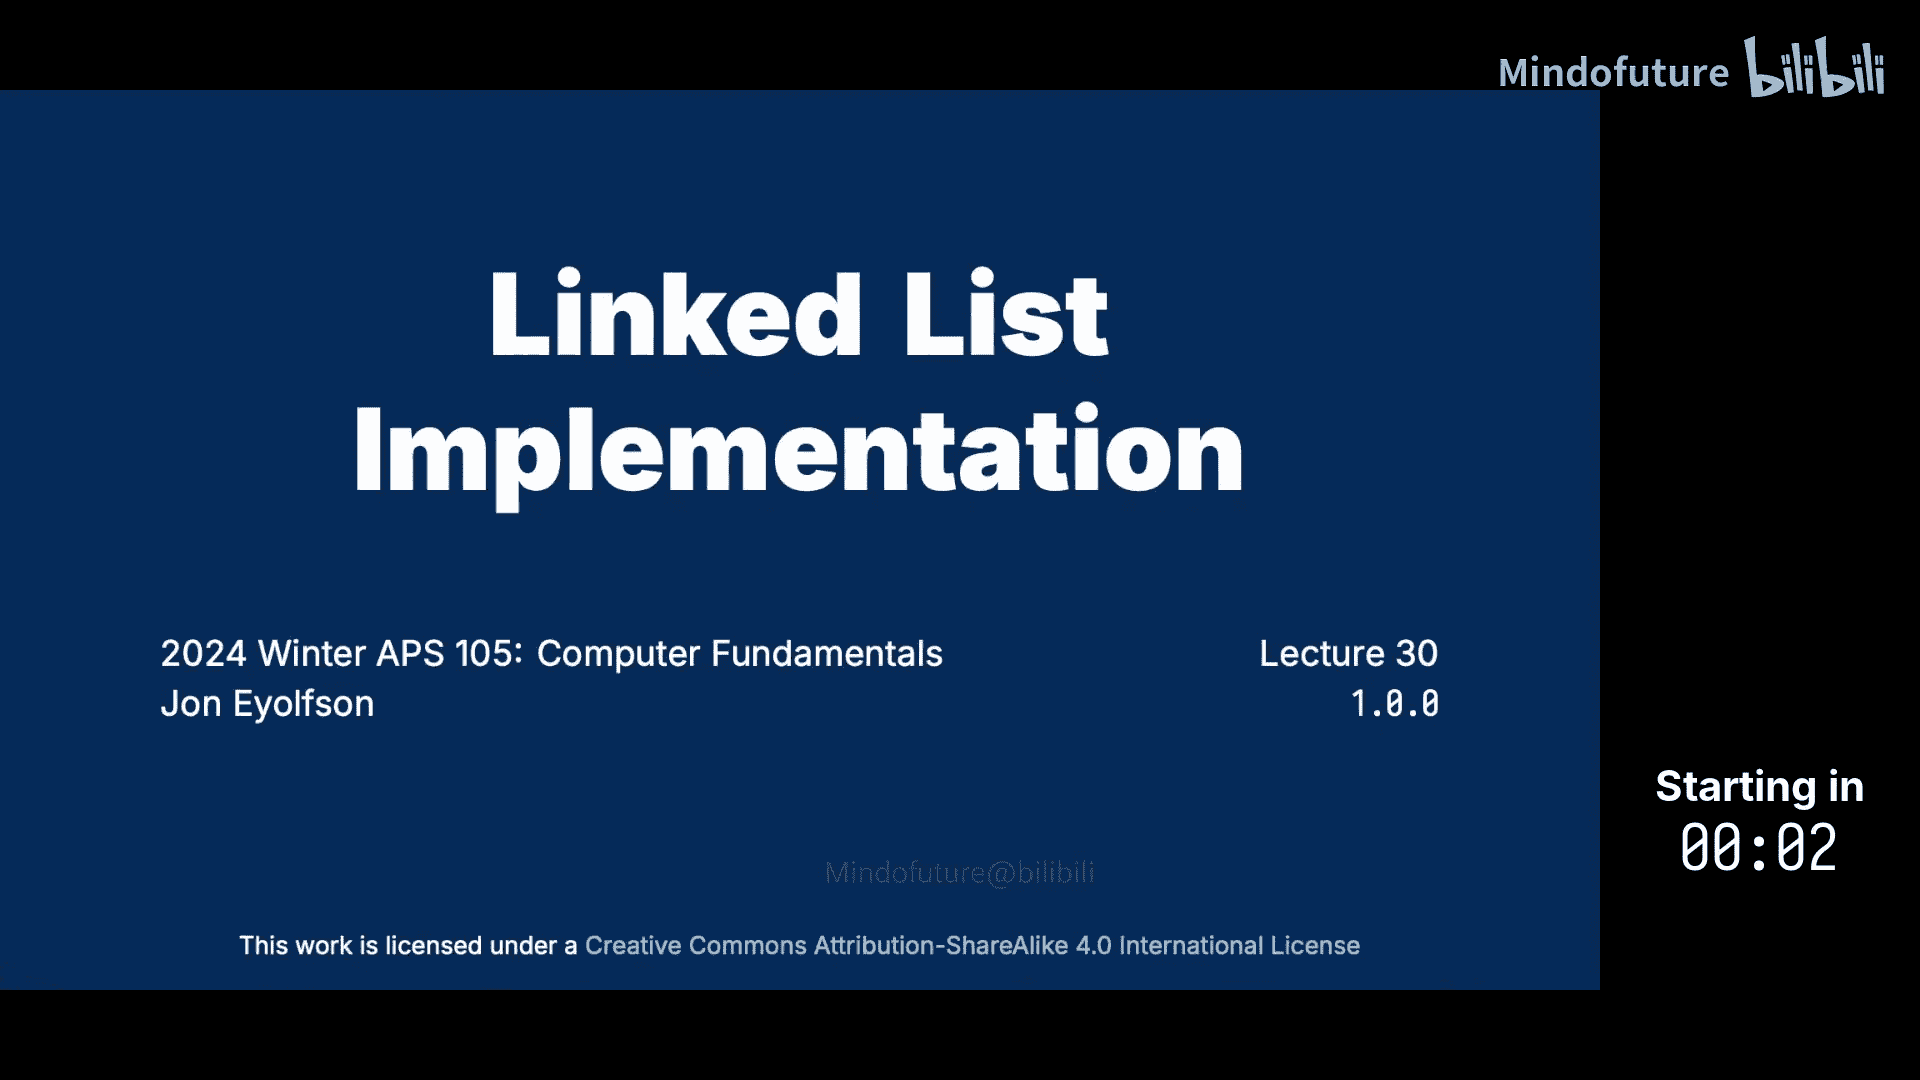 Mindofuture bilibili
Linked List
Implementation
2024 Winter APS 105: Computer Fundamentals
Lecture 30
Jon Eyolfson
1.0.0
Starting in
00:02
Mindofuture@bilibili
This work is licensed under a Creative Commons Attribution-ShareAlike 4.0 International License